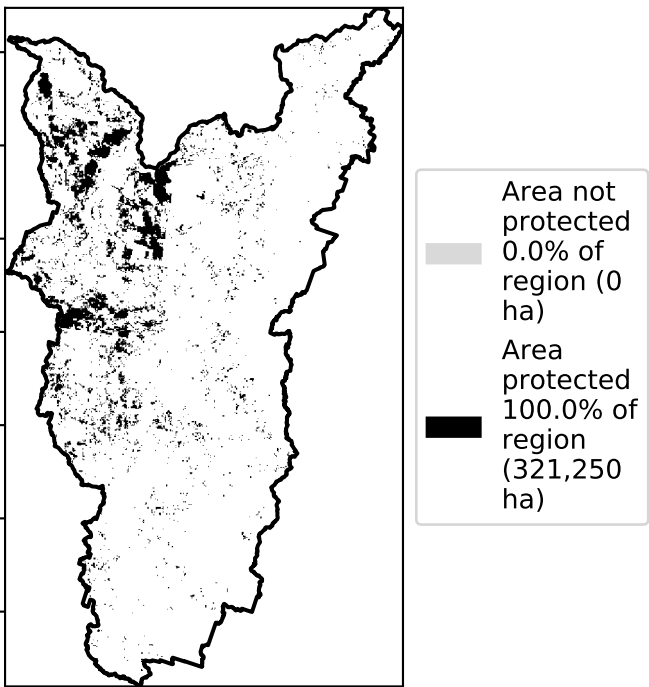 Area not
protected
0.0% of
region (0
ha)
Area
protected
100.0% of
region
(321,250
ha)